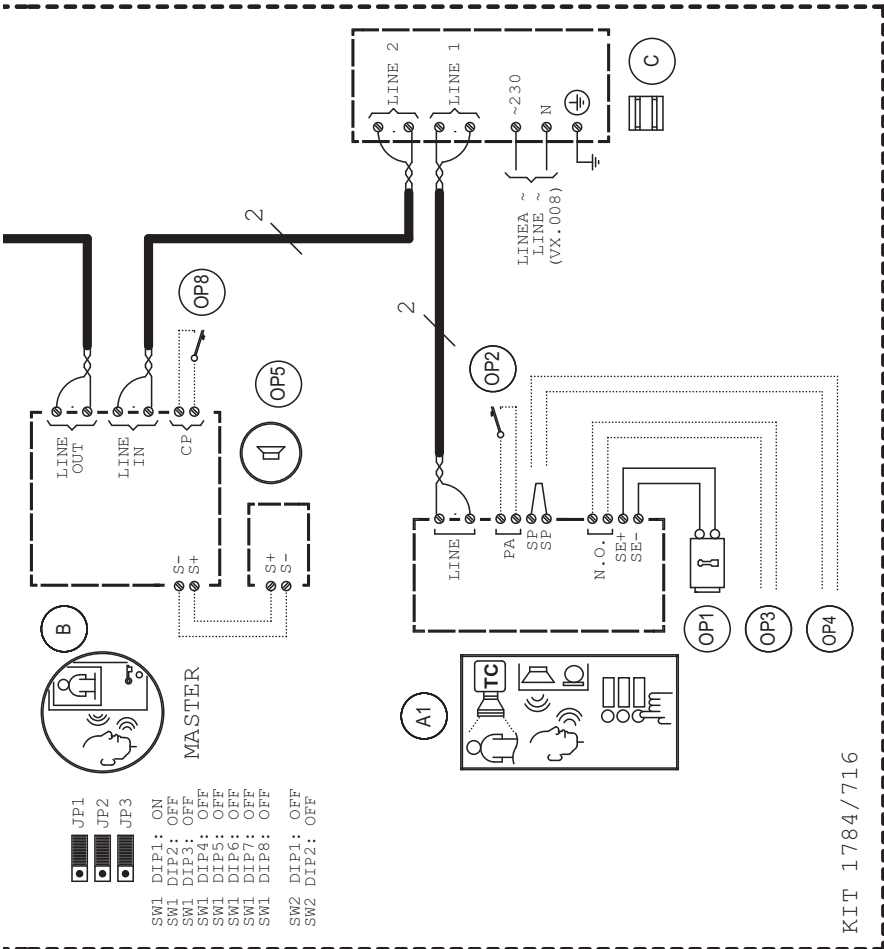 JP1
JP2
JP3
SW1 DIP1: ON
SW1 DIP2: OFF
SW1 DIP3: OFF
SW1 DIP4: OFF
SW1 DIP5: OFF
SW1 DIP6: OFF
SW1 DIP7: OFF
SW1 DIP8: OFF
SW2 DIP1: OFF
SW2 DIP2: OFF
MASTER
B
S-
S+
LINE
OUT
LINE
IN
CP
S+
S-
OP5
OP8
2
LINE 2
LINE 1
~230
N
C
LINEA ~
LINE ~
(VX.008)
2
KIT 1784/716
A1
TC
LINE
PA
SP
SP
N.O.
SE+
SE-
OP2
OP1
OP3
OP4